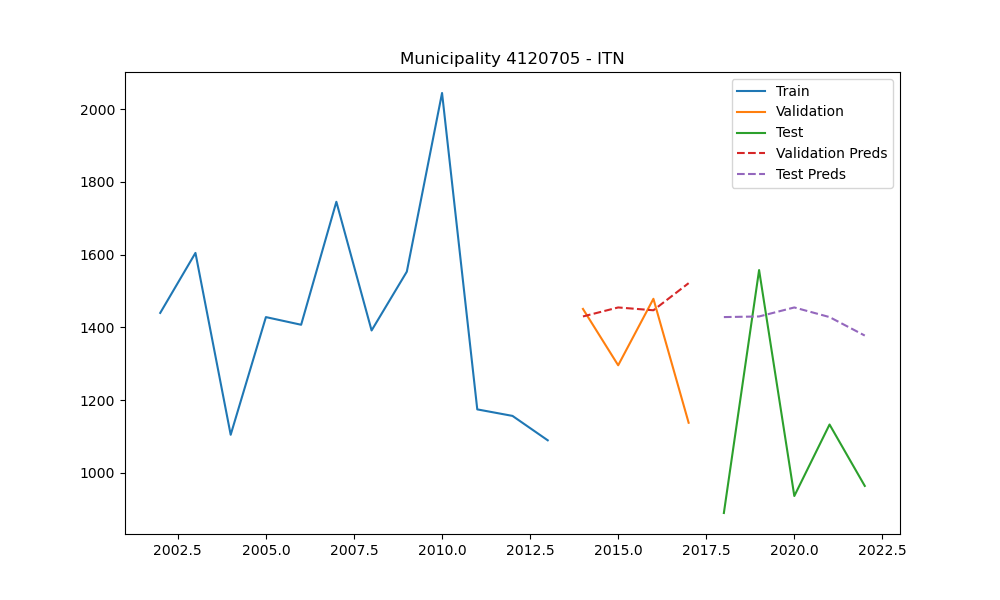 Municipality 4120705 - ITN
Train
Validation
Test
Validation Preds
Test Preds
2000
1800
1600
1400
1200
1000
2002.5 2005.0 2007.5 2010.0 2012.5 2015.0 2017.5 2020.0 2022.5